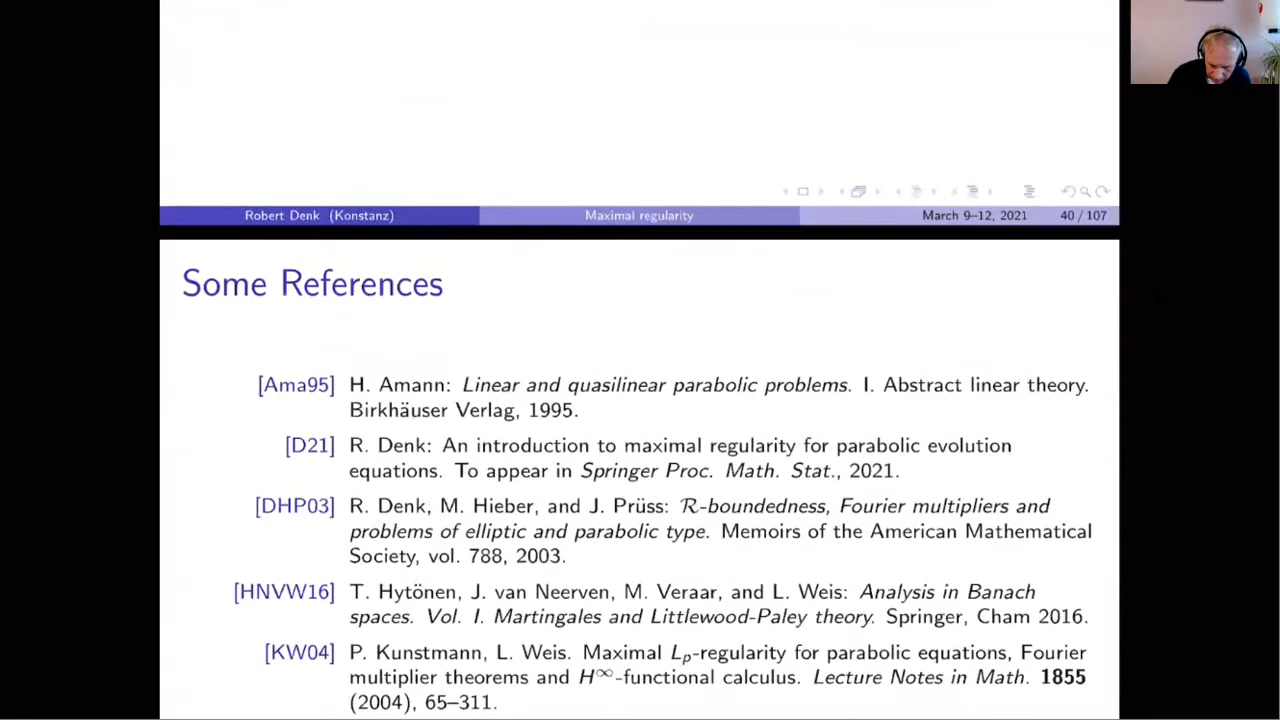 Robert Denk (Konstanz) Maximal regularity March 9–12, 2021 40 / 107
Some References
[Ama95] H. Amann: Linear and quasilinear parabolic problems. I. Abstract linear theory.
Birkhäuser Verlag, 1995.
[D21] R. Denk: An introduction to maximal regularity for parabolic evolution
equations. To appear in Springer Proc. Math. Stat., 2021.
[DHP03] R. Denk, M. Hieber, and J. Prüss: R-boundedness, Fourier multipliers and
problems of elliptic and parabolic type. Memoirs of the American Mathematical
Society, vol. 788, 2003.
[HNVW16] T. Hytönen, J. van Neerven, M. Veraar, and L. Weis: Analysis in Banach
spaces. Vol. I. Martingales and Littlewood-Paley theory. Springer, Cham 2016.
[KW04] P. Kunstmann, L. Weis. Maximal Lₚ-regularity for parabolic equations, Fourier
multiplier theorems and H∞-functional calculus. Lecture Notes in Math. 1855
(2004), 65–311.